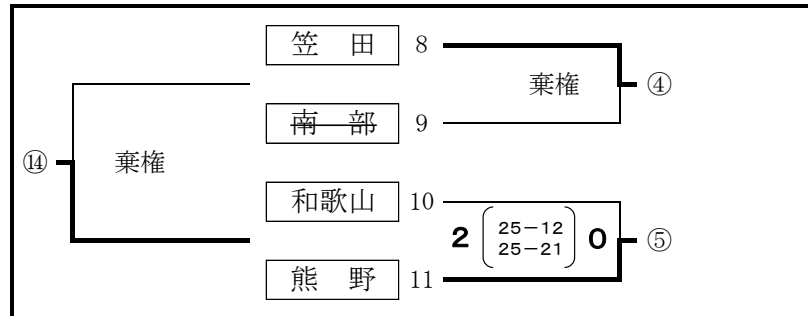 笠 田 8
棄権 ④
南 部 9
⑭ 棄権
和歌山 10
2 25-12 0 ⑤
25-21
熊 野 11